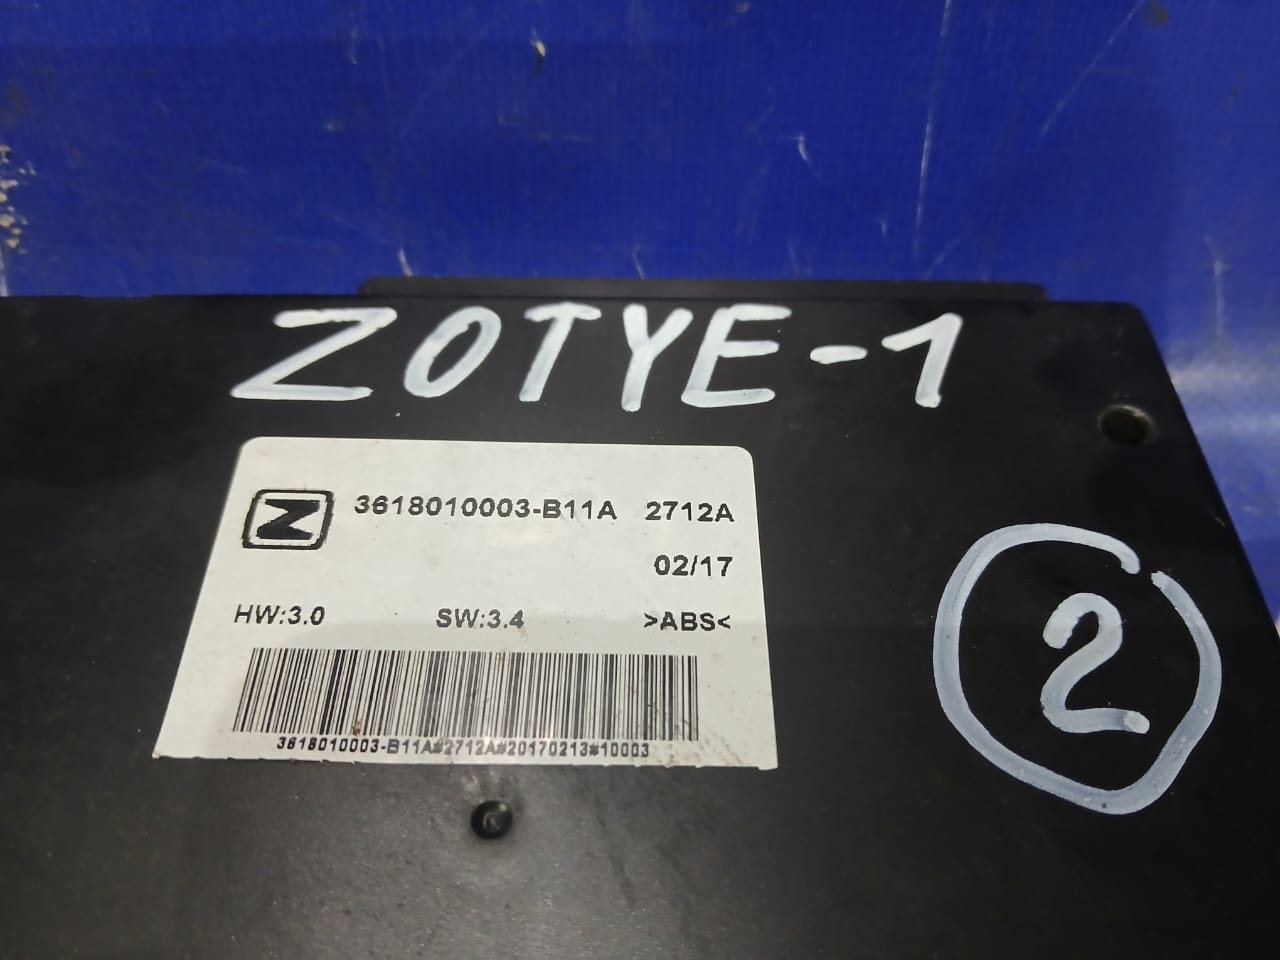 ZOTYE-1
Z
3618010003-B11A 2712A
02/17
HW:3.0 SW:3.4 >ABS<
3618010003-B11A#2712A#20170213#10003
2